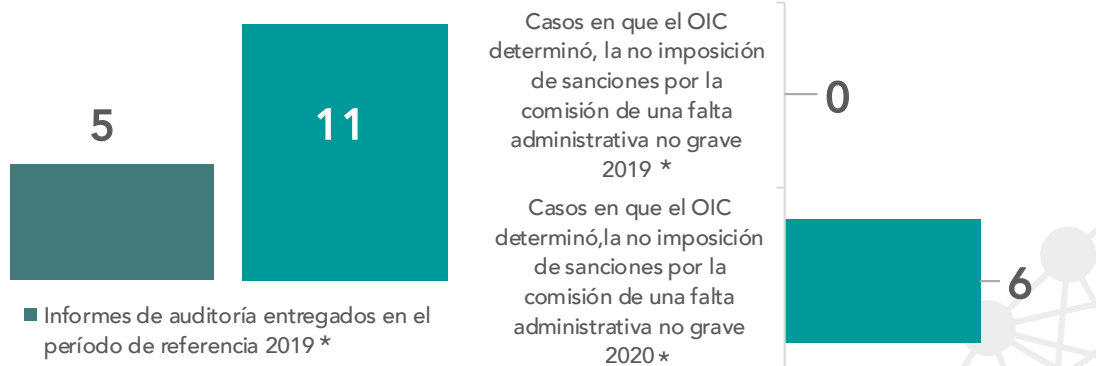 5
11
■ Informes de auditoría entregados en el
período de referencia 2019 *
Casos en que el OIC
determinó, la no imposición
de sanciones por la
comisión de una falta
administrativa no grave
2019 *
0
Casos en que el OIC
determinó,la no imposición
de sanciones por la
comisión de una falta
administrativa no grave
2020 *
6